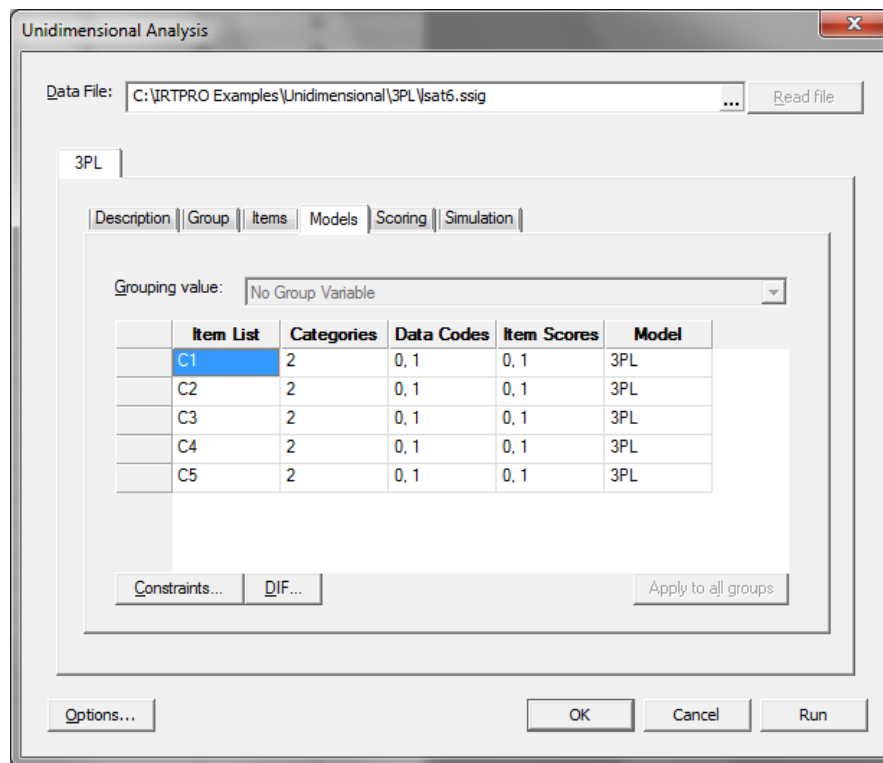 Unidimensional Analysis
Data File: C:\IRTPRO Examples\Unidimensional\3PL\lsat6.ssig ... Read file
3PL
Description Group Items Models Scoring Simulation
Grouping value: No Group Variable
Item List Categories Data Codes Item Scores Model
C1 2 0, 1 0, 1 3PL
C2 2 0, 1 0, 1 3PL
C3 2 0, 1 0, 1 3PL
C4 2 0, 1 0, 1 3PL
C5 2 0, 1 0, 1 3PL
Constraints... DIF... Apply to all groups
Options... OK Cancel Run